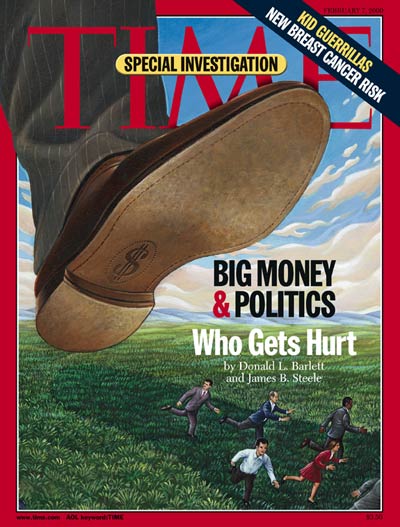 FEBRUARY 7, 2000
KID GUERRILLAS
NEW BREAST CANCER RISK
TIME
SPECIAL INVESTIGATION
$
BIG MONEY
& POLITICS
Who Gets Hurt
by Donald L. Barlett
and James B. Steele
www.time.com AOL keyword: TIME